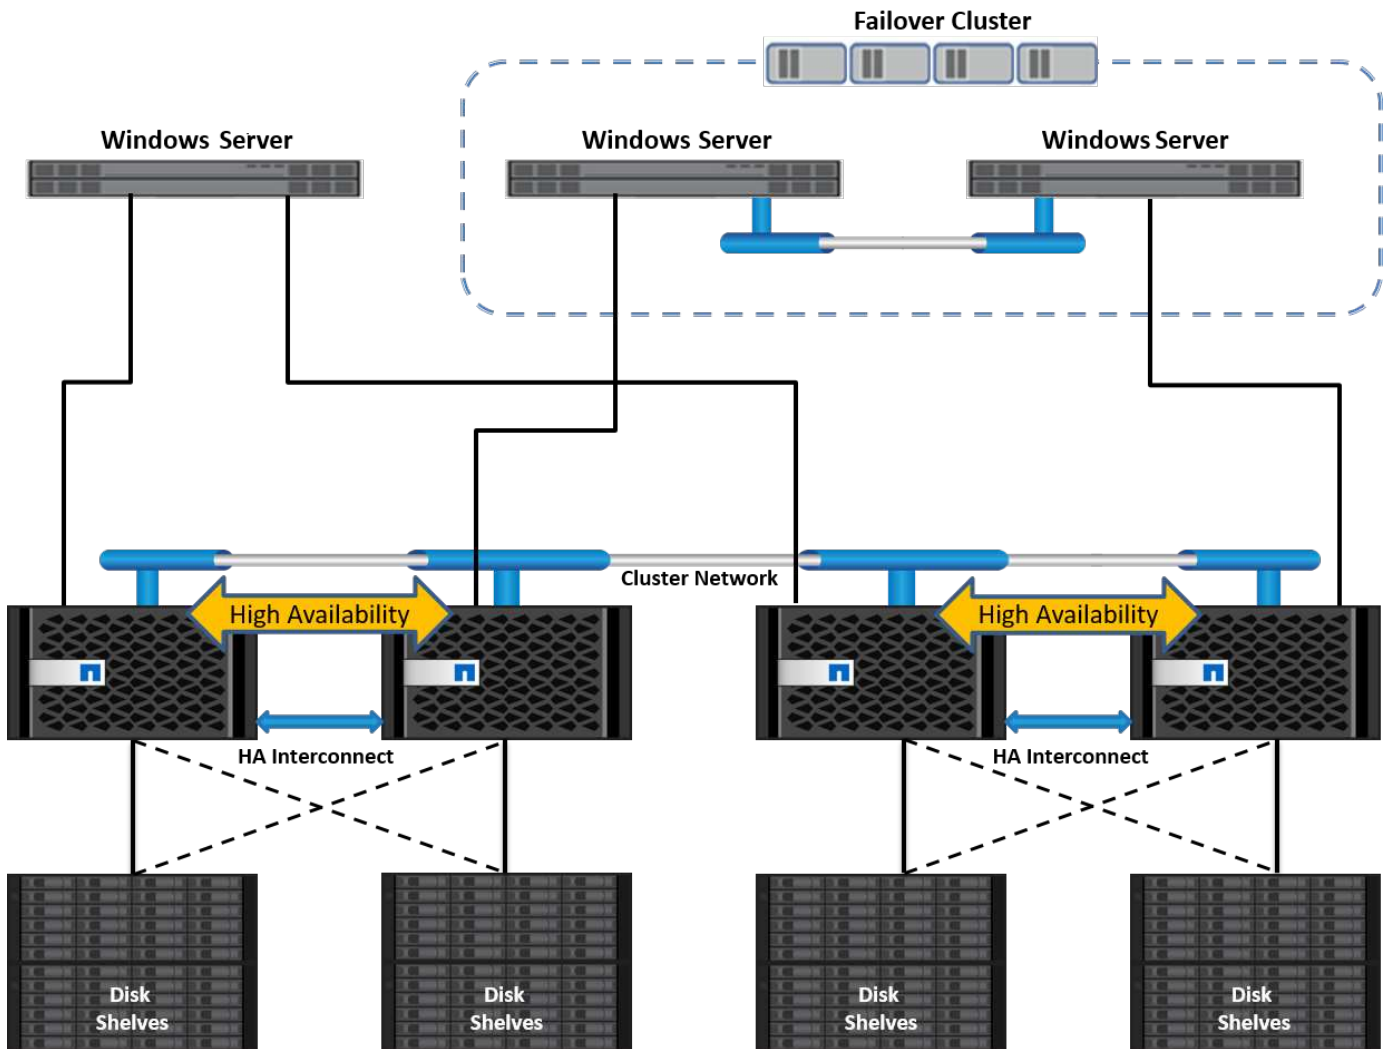 Failover Cluster
Windows Server
Windows Server
Windows Server
Cluster Network
High Availability
High Availability
HA Interconnect
HA Interconnect
Disk
Shelves
Disk
Shelves
Disk
Shelves
Disk
Shelves